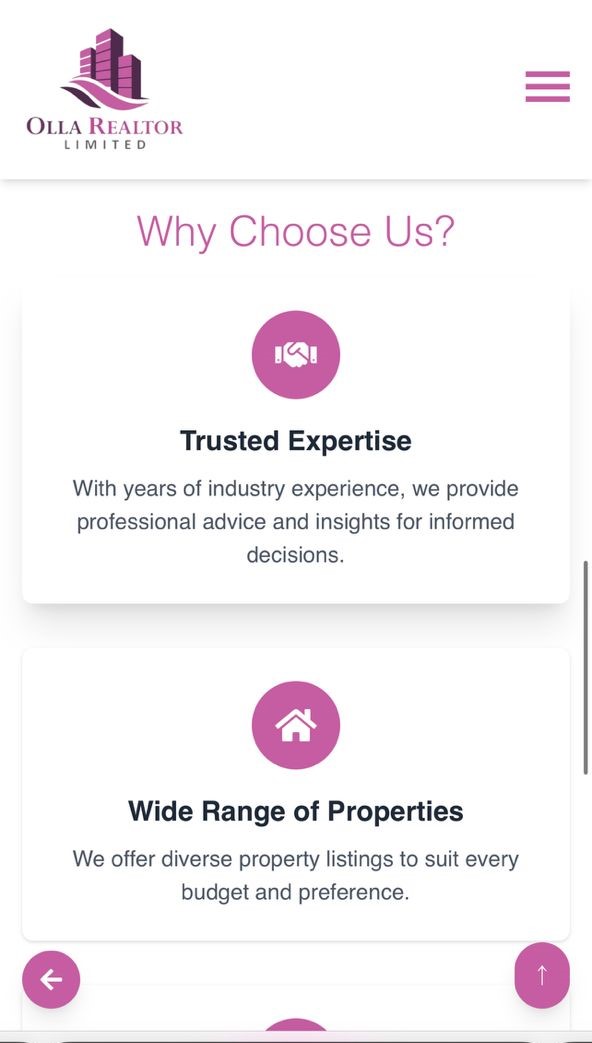 OLLA REALTOR
LIMITED
Why Choose Us?
Trusted Expertise
With years of industry experience, we provide
professional advice and insights for informed
decisions.
Wide Range of Properties
We offer diverse property listings to suit every
budget and preference.